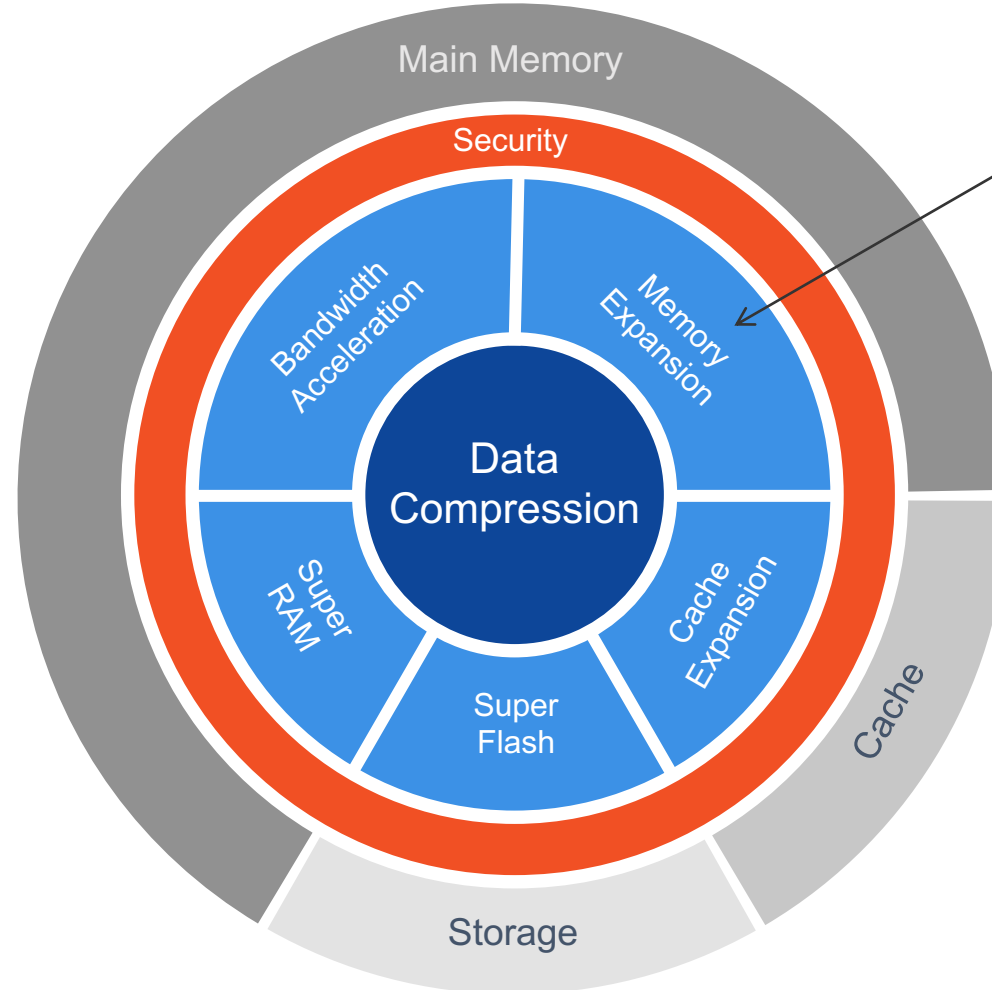 Main Memory
Security
Bandwidth
Acceleration
Memory
Expansion
Data
Compression
Super
RAM
Cache
Expansion
Super
Flash
Cache
Storage